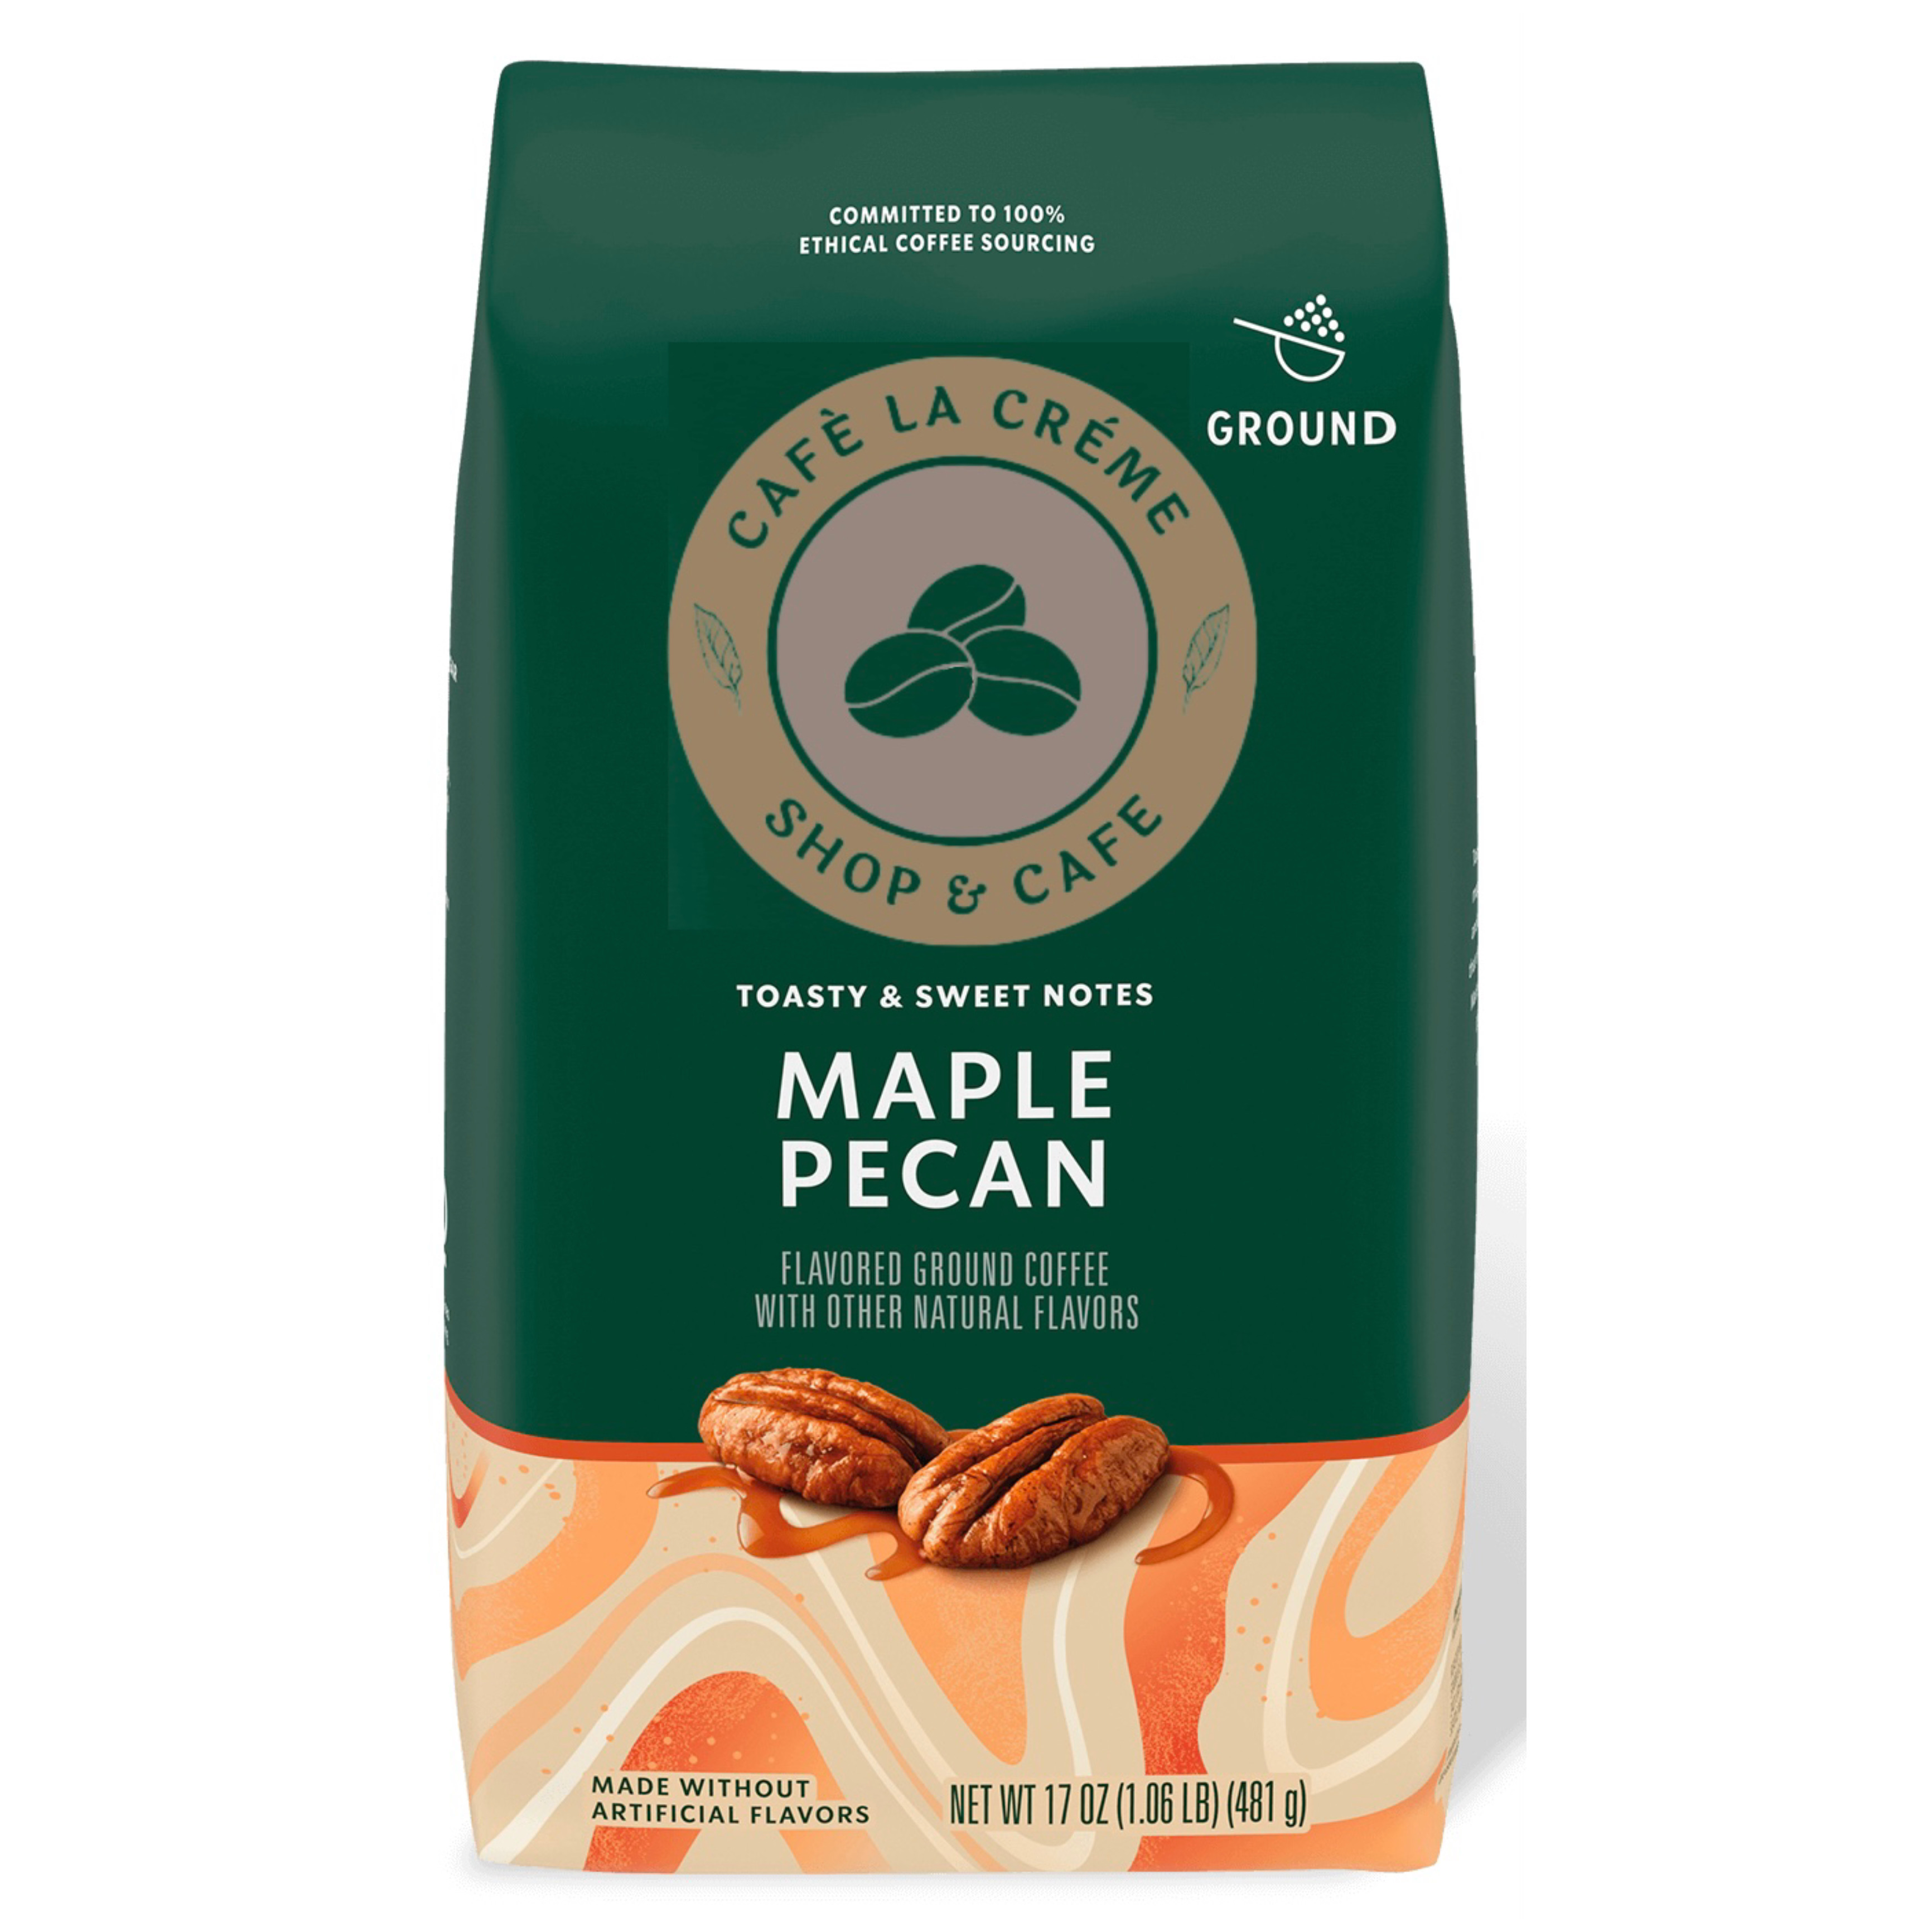 COMMITTED TO 100%
ETHICAL COFFEE SOURCING
GROUND
CAFÈ LA CRÉME
SHOP & CAFE
TOASTY & SWEET NOTES
MAPLE
PECAN
FLAVORED GROUND COFFEE
WITH OTHER NATURAL FLAVORS
MADE WITHOUT
ARTIFICIAL FLAVORS
NET WT 17 OZ (1.06 LB) (481 g)